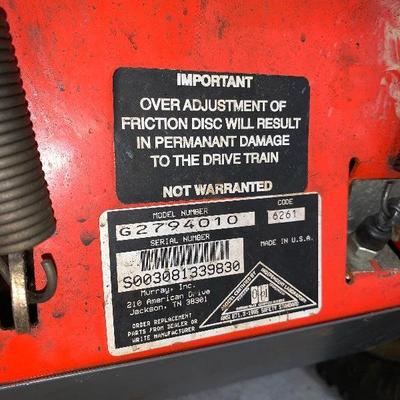 IMPORTANT
OVER ADJUSTMENT OF
FRICTION DISC WILL RESULT
IN PERMANANT DAMAGE
TO THE DRIVE TRAIN
NOT WARRANTED
MODEL NUMBER
CODE
G2794010
6261
SERIAL NUMBER
MADE IN U.S.A.
S003081339830
Murray, Inc.
210 American Drive
Jackson, TN 38301
ORDER REPLACEMENT
PARTS FROM DEALER OR
WRITE MANUFACTURER